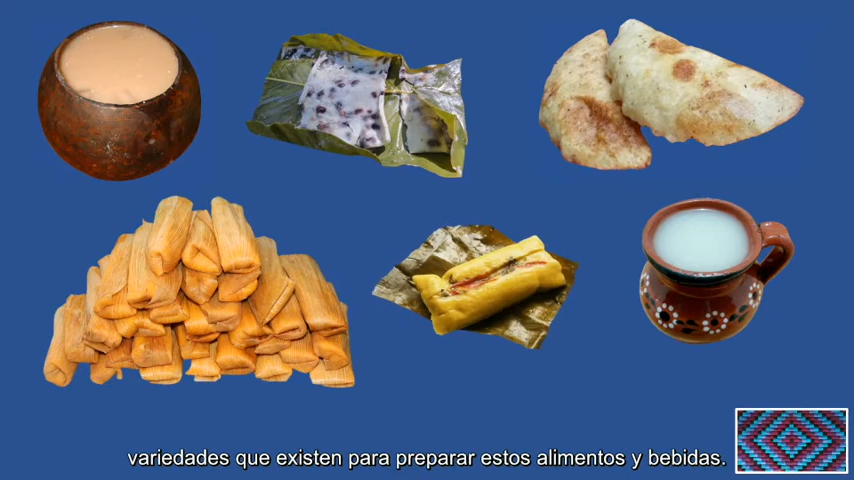 variedades que existen para preparar estos alimentos y bebidas.